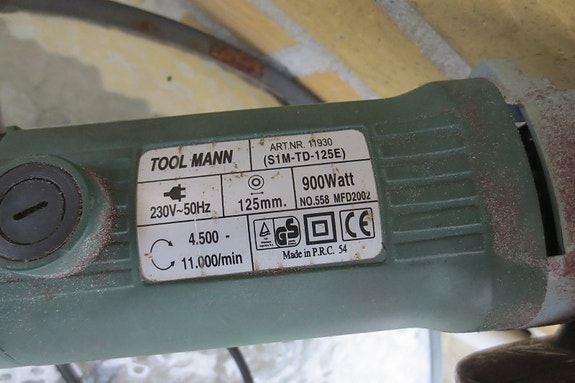 TOOL MANN
ART.NR. 11930
(S1M-TD-125E)
230V~50Hz
125mm.
900Watt
NO.558 MFD2002
4.500 -
11.000/min
GS
CE
Made in P.R.C. 54